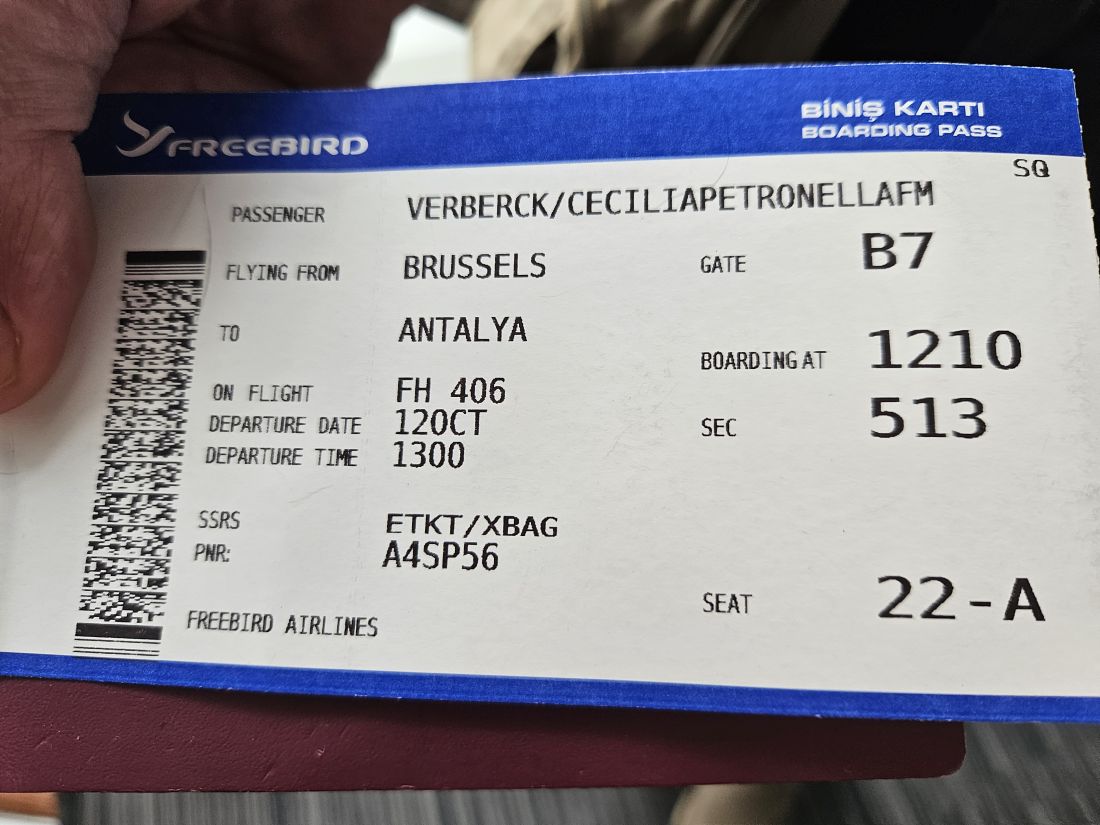 FREEBIRD
BİNİŞ KARTI
BOARDING PASS
SQ
PASSENGER VERBERCK/CECILIAPETRONELLAFM
FLYING FROM BRUSSELS GATE B7
TO ANTALYA
BOARDING AT 1210
ON FLIGHT FH 406
DEPARTURE DATE 12OCT SEC 513
DEPARTURE TIME 1300
SSRS ETKT/XBAG
PNR: A4SP56
SEAT 22-A
FREEBIRD AIRLINES